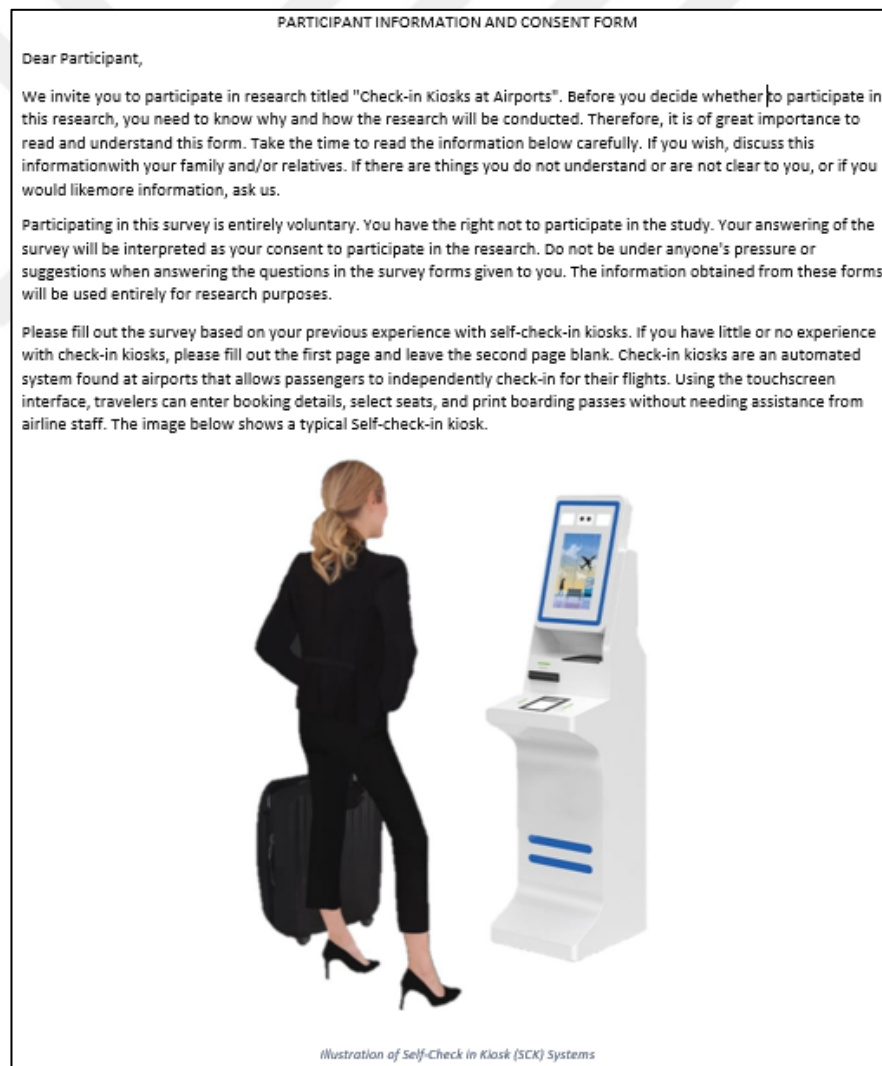 PARTICIPANT INFORMATION AND CONSENT FORM
Dear Participant,
We invite you to participate in research titled "Check-in Kiosks at Airports". Before you decide whether to participate in
this research, you need to know why and how the research will be conducted. Therefore, it is of great importance to
read and understand this form. Take the time to read the information below carefully. If you wish, discuss this
informationwith your family and/or relatives. If there are things you do not understand or are not clear to you, or if you
would likemore information, ask us.
Participating in this survey is entirely voluntary. You have the right not to participate in the study. Your answering of the
survey will be interpreted as your consent to participate in the research. Do not be under anyone's pressure or
suggestions when answering the questions in the survey forms given to you. The information obtained from these forms
will be used entirely for research purposes.
Please fill out the survey based on your previous experience with self-check-in kiosks. If you have little or no experience
with check-in kiosks, please fill out the first page and leave the second page blank. Check-in kiosks are an automated
system found at airports that allows passengers to independently check-in for their flights. Using the touchscreen
interface, travelers can enter booking details, select seats, and print boarding passes without needing assistance from
airline staff. The image below shows a typical Self-check-in kiosk.
Illustration of Self-Check in Kiosk (SCK) Systems